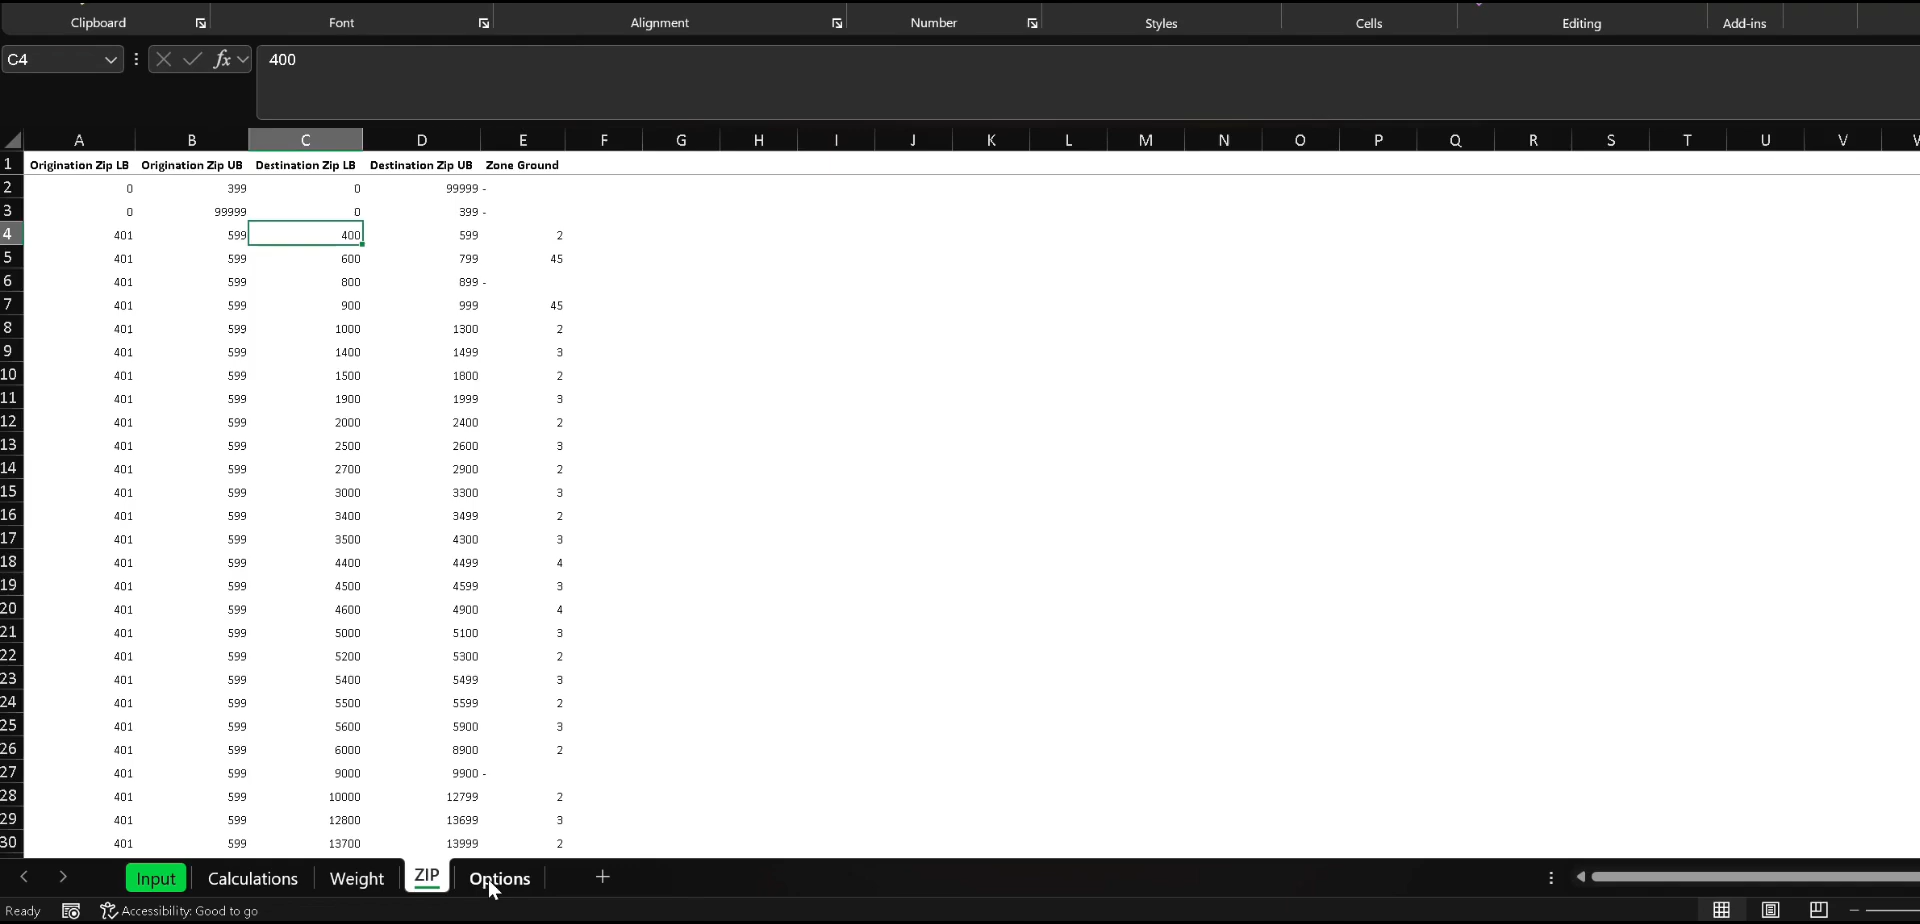 Clipboard Font Alignment Number Styles Cells Editing Add-ins
C4 fx 400
A B C D E F G H I J K L M N O P Q R S T U V W
1 Origination Zip LB Origination Zip UB Destination Zip LB Destination Zip UB Zone Ground
2 0 399 0 99999 -
3 0 99999 0 399 -
4 401 599 400 599 2
5 401 599 600 799 45
6 401 599 800 899 -
7 401 599 900 999 45
8 401 599 1000 1300 2
9 401 599 1400 1499 3
10 401 599 1500 1800 2
11 401 599 1900 1999 3
12 401 599 2000 2400 2
13 401 599 2500 2600 3
14 401 599 2700 2900 2
15 401 599 3000 3300 3
16 401 599 3400 3499 2
17 401 599 3500 4300 3
18 401 599 4400 4499 4
19 401 599 4500 4599 3
20 401 599 4600 4900 4
21 401 599 5000 5100 3
22 401 599 5200 5300 2
23 401 599 5400 5499 3
24 401 599 5500 5599 2
25 401 599 5600 5900 3
26 401 599 6000 8900 2
27 401 599 9000 9900 -
28 401 599 10000 12799 2
29 401 599 12800 13699 3
30 401 599 13700 13999 2
Input Calculations Weight ZIP Options
Ready Accessibility: Good to go